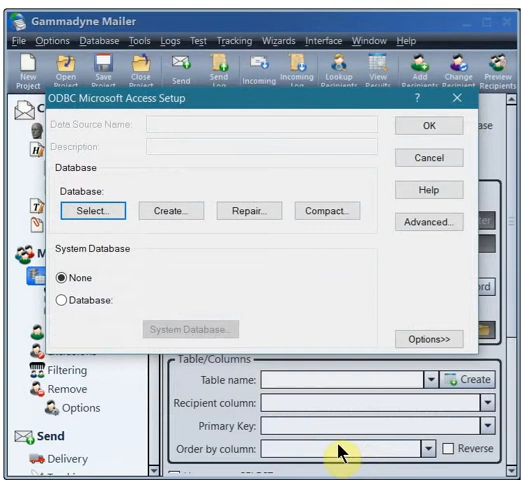 Gammadyne Mailer
File Options Database Tools Logs Test Tracking Wizards Interface Window Help
New Project
Open Project
Save Project
Close Project
Send
Send Log
Incoming
Incoming Log
Lookup Recipients
View Results
Add Recipients
Change Recipients
Preview Recipients
ODBC Microsoft Access Setup
? X
Data Source Name:
OK
Description:
Cancel
Database
Database:
Help
Select... Create... Repair... Compact...
Advanced...
System Database
None
Database:
System Database...
Options>>
Filtering
Remove
Options
Send
Delivery
Table/Columns
Table name:
Create
Recipient column:
Primary Key:
Order by column:
Reverse